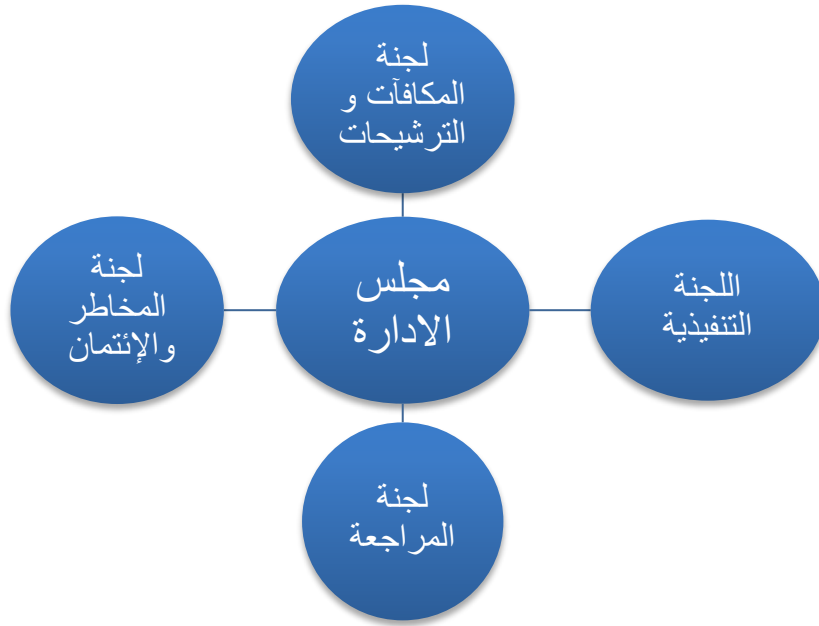 لجنة
المكافآت و
الترشيحات
اللجنة
التنفيذية
مجلس
الادارة
لجنة
المخاطر
والإئتمان
لجنة
المراجعة